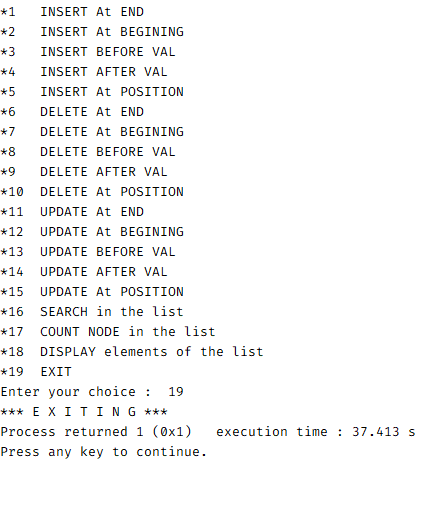 *1   INSERT At END
*2   INSERT At BEGINING
*3   INSERT BEFORE VAL
*4   INSERT AFTER VAL
*5   INSERT At POSITION
*6   DELETE At END
*7   DELETE At BEGINING
*8   DELETE BEFORE VAL
*9   DELETE AFTER VAL
*10  DELETE At POSITION
*11  UPDATE At END
*12  UPDATE At BEGINING
*13  UPDATE BEFORE VAL
*14  UPDATE AFTER VAL
*15  UPDATE At POSITION
*16  SEARCH in the list
*17  COUNT NODE in the list
*18  DISPLAY elements of the list
*19  EXIT
Enter your choice :  19
*** E X I T I N G ***
Process returned 1 (0x1)   execution time : 37.413 s
Press any key to continue.